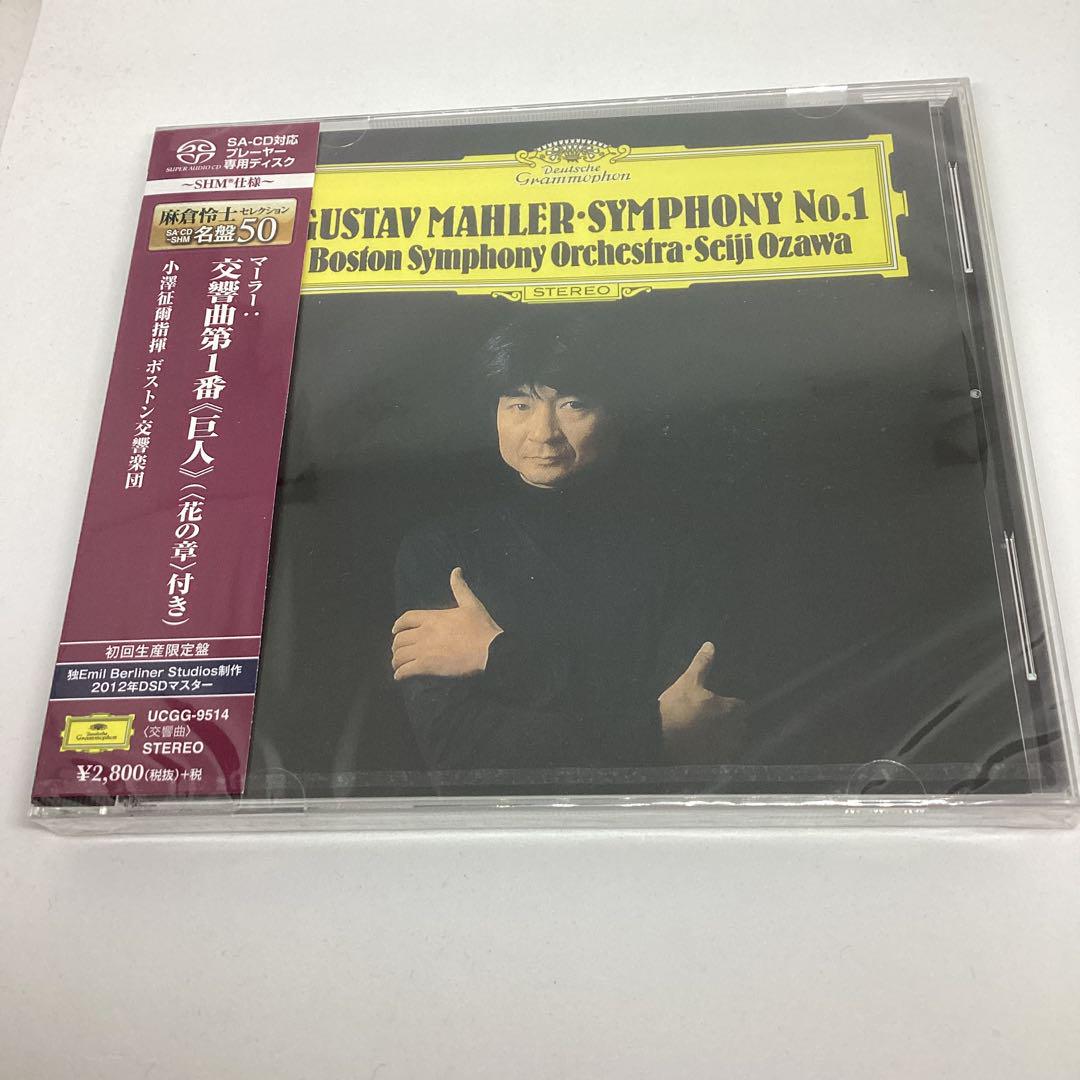 SUPER AUDIO CD
SA-CD対応
プレーヤー
専用ディスク
～SHM®仕様～
麻倉怜士セレクション
SA-CD
~SHM
名盤50
マーラー：
交響曲第1番《巨人》(〈花の章〉付き)
小澤征爾指揮 ボストン交響楽団
初回生産限定盤
独Emil Berliner Studios制作
2012年DSDマスター
Deutsche
Grammophon
UCGG-9514
〈交響曲〉
STEREO
¥2,800(税抜)+税
Deutsche
Grammophon
GUSTAV MAHLER·SYMPHONY No.1
Boston Symphony Orchestra·Seiji Ozawa
STEREO